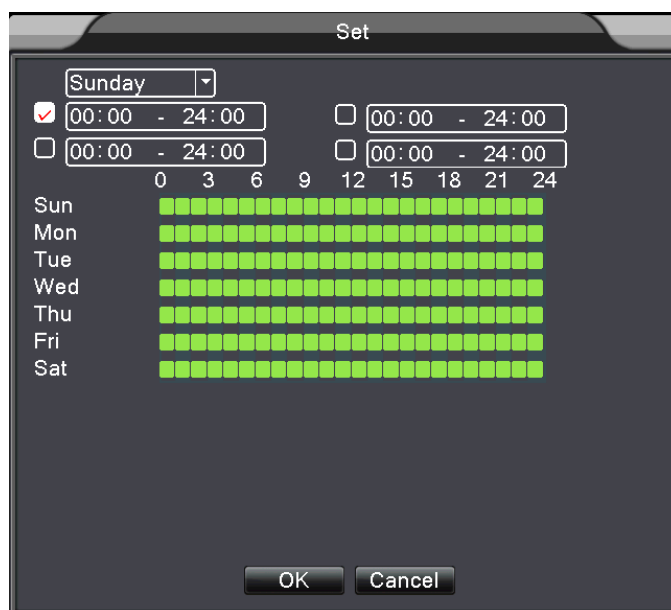 Set
Sunday
00:00 - 24:00 00:00 - 24:00
00:00 - 24:00 00:00 - 24:00
0 3 6 9 12 15 18 21 24
Sun
Mon
Tue
Wed
Thu
Fri
Sat
OK Cancel